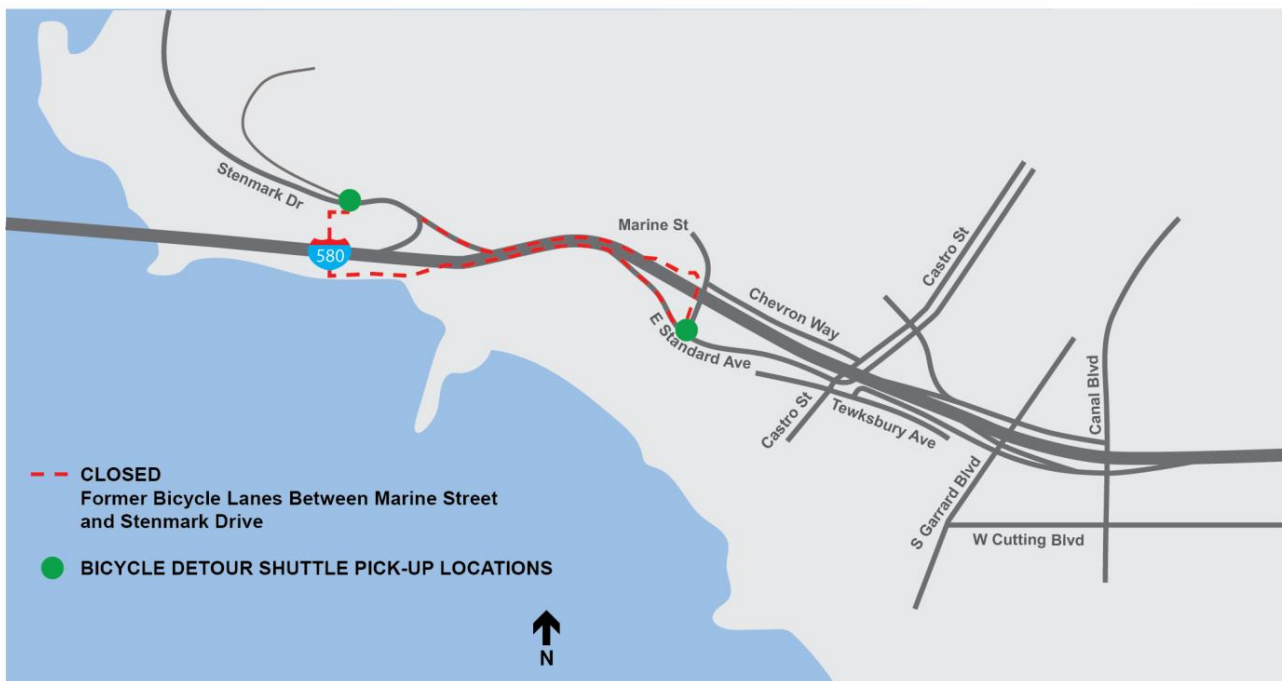 Stenmark Dr
580
Marine St
Castro St
Chevron Way
E Standard Ave
Castro St
Tewksbury Ave
Canal Blvd
S Garrard Blvd
W Cutting Blvd
CLOSED
Former Bicycle Lanes Between Marine Street
and Stenmark Drive
BICYCLE DETOUR SHUTTLE PICK-UP LOCATIONS
N